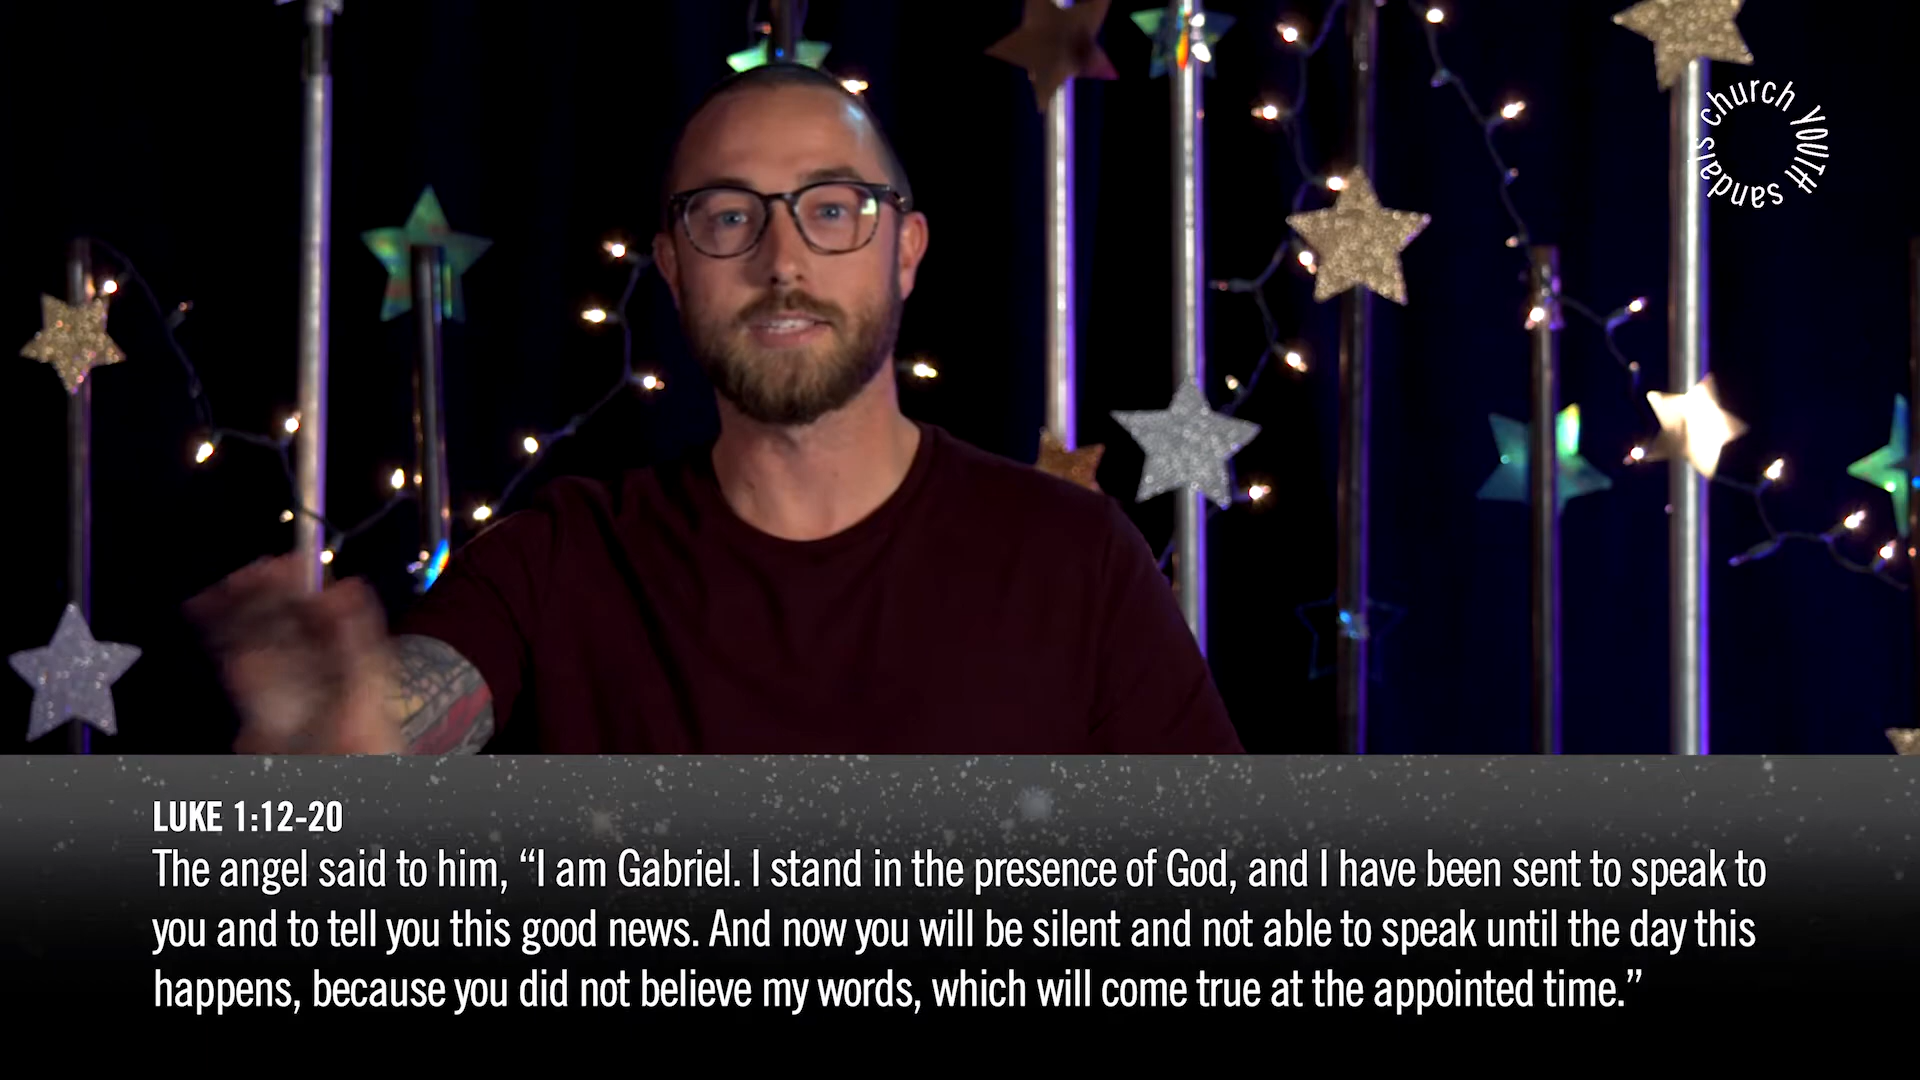 sandals church YOUTH
LUKE 1:12-20
The angel said to him, “I am Gabriel. I stand in the presence of God, and I have been sent to speak to
you and to tell you this good news. And now you will be silent and not able to speak until the day this
happens, because you did not believe my words, which will come true at the appointed time.”